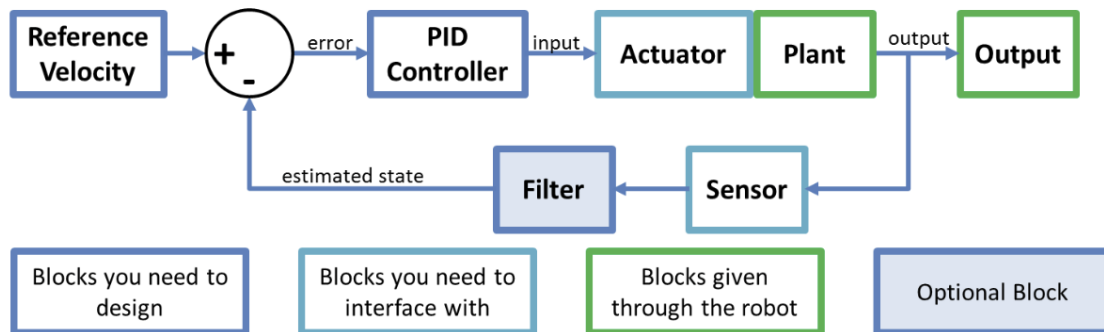 Reference
Velocity
+
-
error
PID
Controller
input
Actuator
Plant
output
Output
estimated state
Filter
Sensor
Blocks you need to
design
Blocks you need to
interface with
Blocks given
through the robot
Optional Block